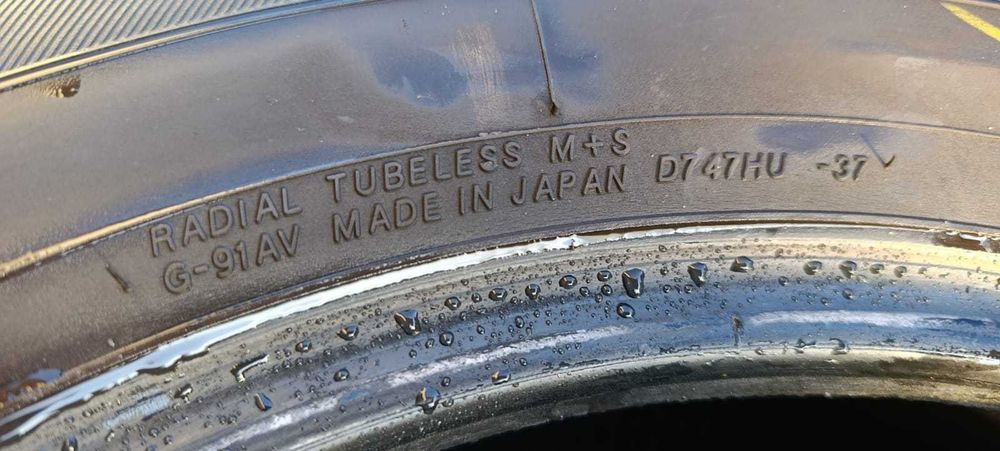 RADIAL TUBELESS M+S
G-91AV MADE IN JAPAN D747HU -37